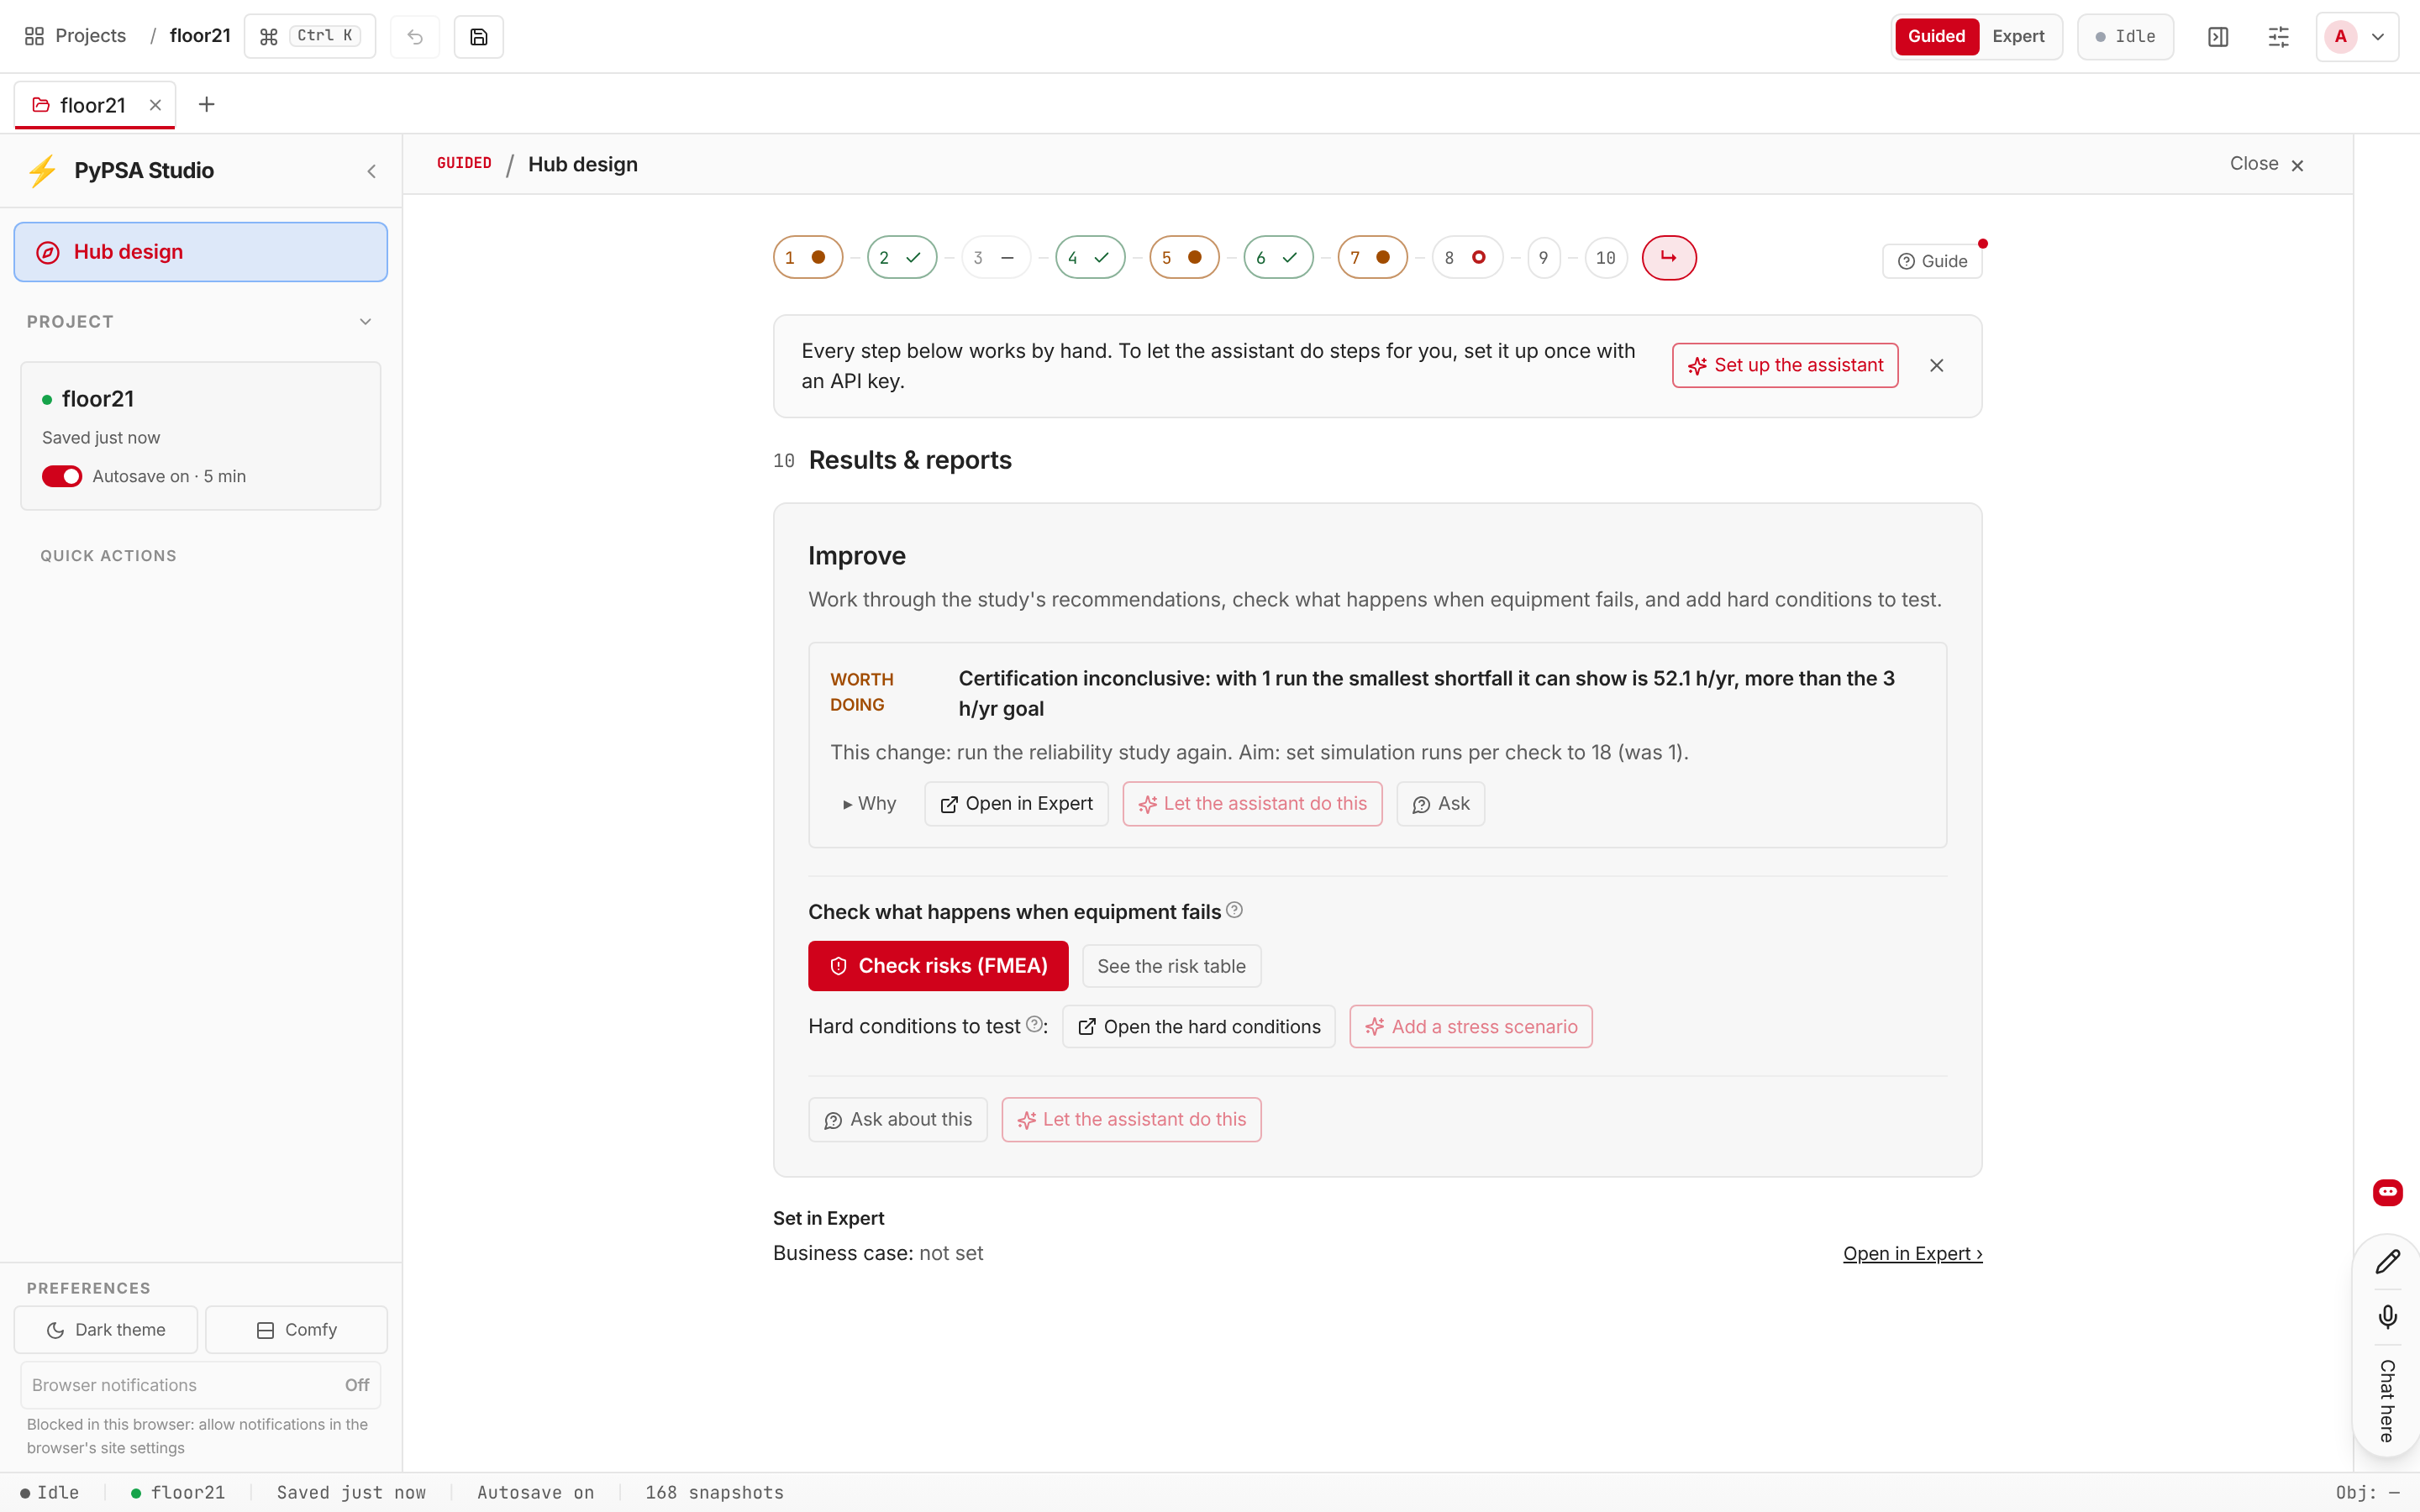 Projects / floor21 ⌘ Ctrl K Guided Expert Idle A
floor21 × +
PyPSA Studio
GUIDED / Hub design Close ×
Hub design
1 2 3 4 5 6 7 8 9 10
Guide
PROJECT
Every step below works by hand. To let the assistant do steps for you, set it up once with
an API key.
Set up the assistant
floor21
Saved just now
Autosave on · 5 min
QUICK ACTIONS
10 Results & reports
Improve
Work through the study's recommendations, check what happens when equipment fails, and add hard conditions to test.
WORTH
DOING
Certification inconclusive: with 1 run the smallest shortfall it can show is 52.1 h/yr, more than the 3
h/yr goal
This change: run the reliability study again. Aim: set simulation runs per check to 18 (was 1).
▸ Why Open in Expert Let the assistant do this Ask
Check what happens when equipment fails ?
Check risks (FMEA) See the risk table
Hard conditions to test ?: Open the hard conditions Add a stress scenario
Ask about this Let the assistant do this
Set in Expert
Business case: not set Open in Expert ›
PREFERENCES
Dark theme Comfy
Browser notifications Off
Blocked in this browser: allow notifications in the
browser's site settings
Chat here
Idle floor21 Saved just now Autosave on 168 snapshots Obj: —